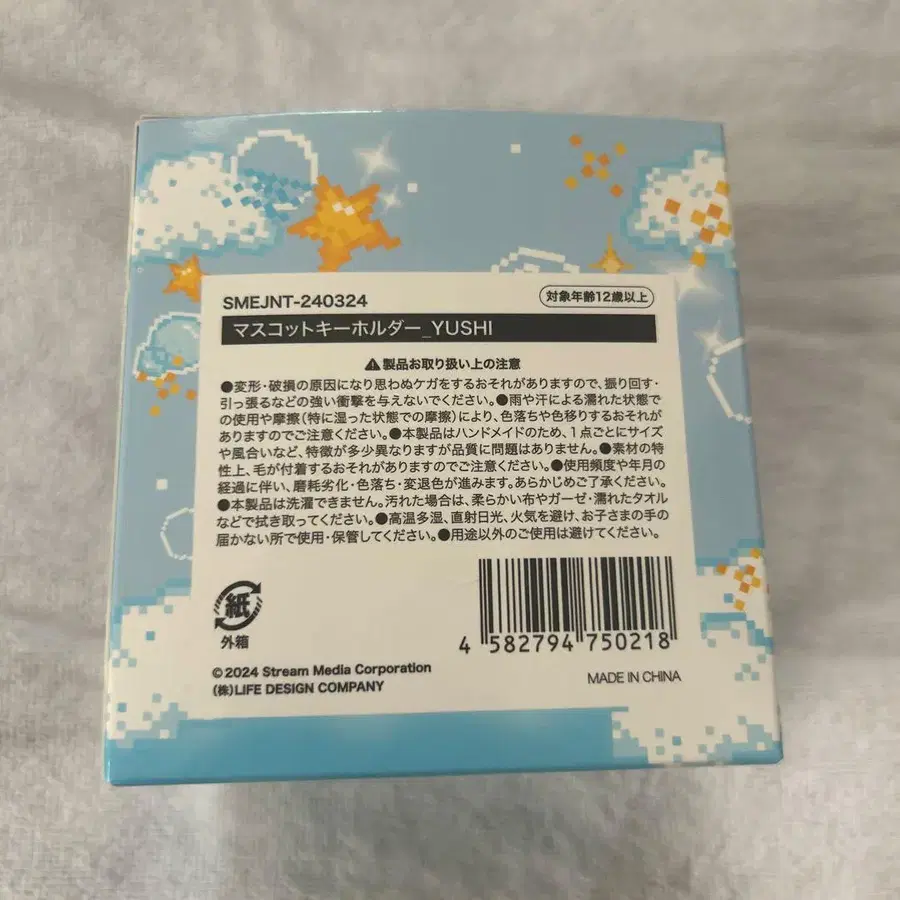 SMEJNT-240324
対象年齢12歳以上
マスコットキーホルダー_YUSHI
⚠製品お取り扱い上の注意
●変形・破損の原因になり思わぬケガをするおそれがありますので、振り回す・
引っ張るなどの強い衝撃を与えないでください。●雨や汗による濡れた状態で
の使用や摩擦(特に湿った状態での摩擦)により、色落ちや色移りするおそれが
ありますのでご注意ください。●本製品はハンドメイドのため、1点ごとにサイズ
や風合いなど、特徴が多少異なりますが品質に問題はありません。●素材の特
性上、毛が付着するおそれがありますのでご注意ください。●使用頻度や年月の
経過に伴い、磨耗劣化・色落ち・変退色が進みます。あらかじめご了承ください。
●本製品は洗濯できません。汚れた場合は、柔らかい布やガーゼ・濡れたタオル
などで拭き取ってください。●高温多湿、直射日光、火気を避け、お子さまの手の
届かない所で使用・保管してください。●用途以外のご使用は避けてください。
紙
外箱
4 582794 750218
©2024 Stream Media Corporation
(株)LIFE DESIGN COMPANY
MADE IN CHINA